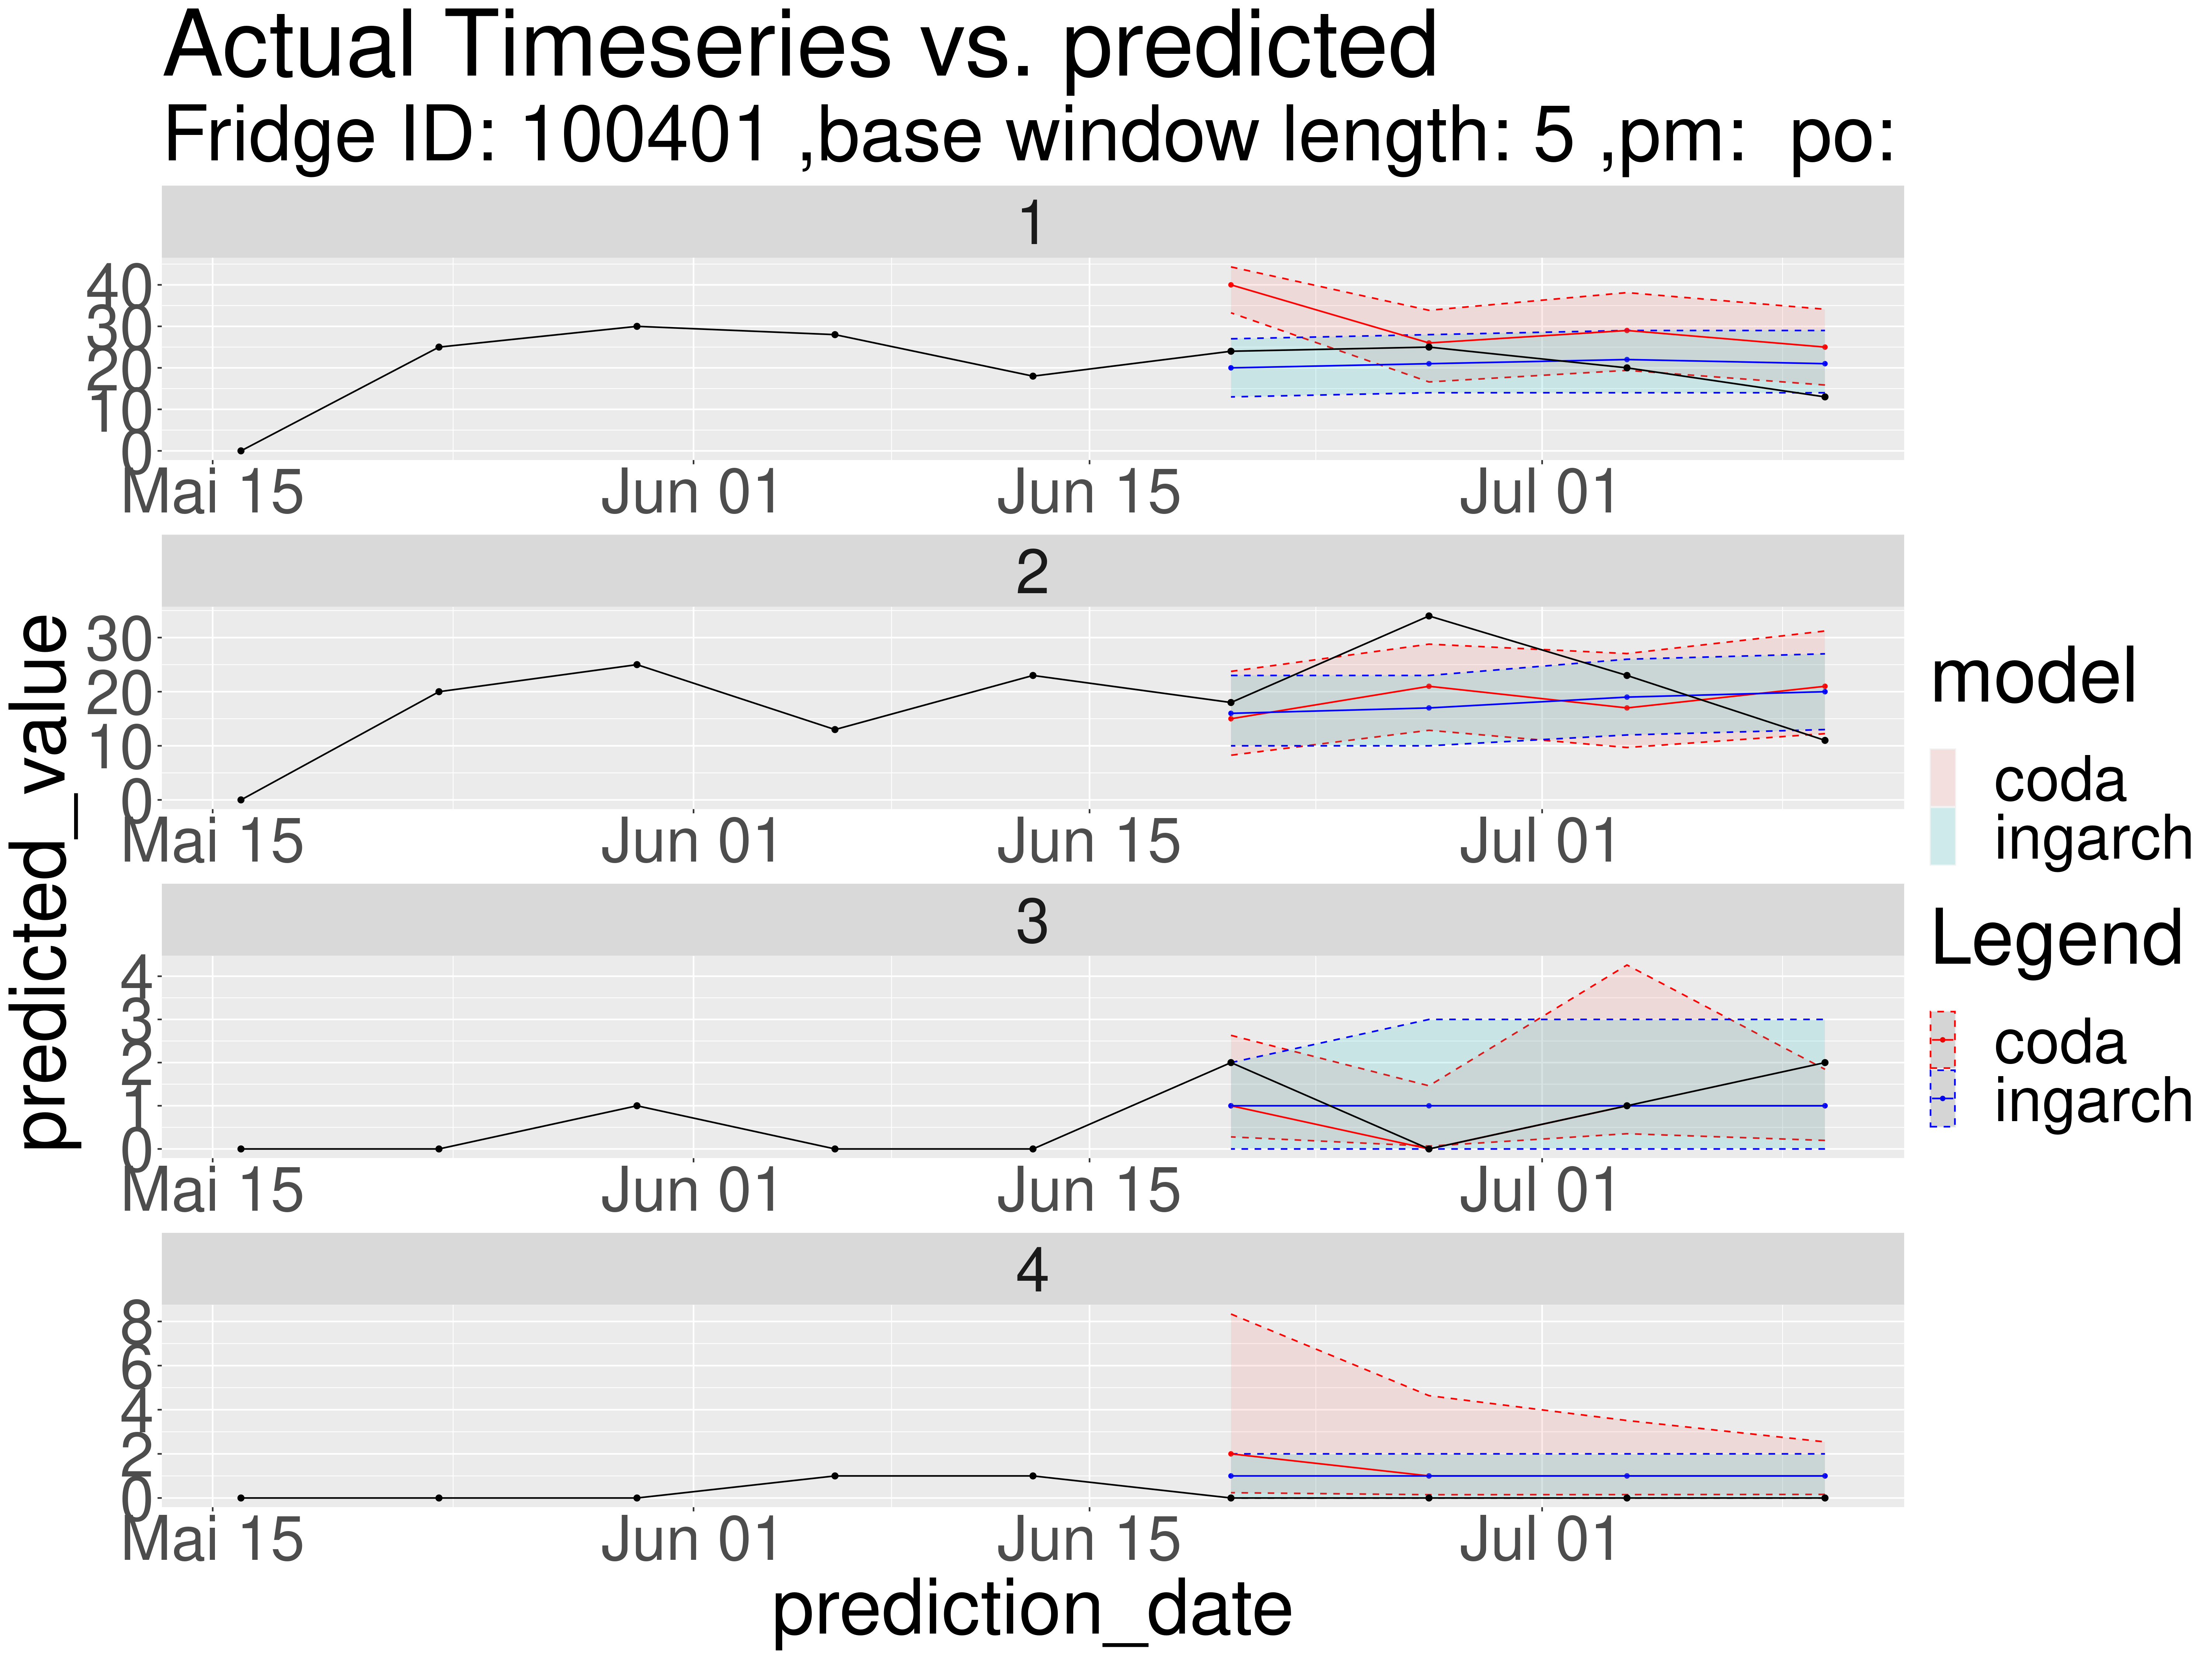 Actual Timeseries vs. predicted
Fridge ID: 100401 ,base window length: 5 ,pm:  po:
predicted_value
1
40
30
20
10
0
Mai 15 Jun 01 Jun 15 Jul 01
2
30
20
10
0
Mai 15 Jun 01 Jun 15 Jul 01
3
4
3
2
1
0
Mai 15 Jun 01 Jun 15 Jul 01
4
8
6
4
2
0
Mai 15 Jun 01 Jun 15 Jul 01
prediction_date
model
coda
ingarch
Legend
coda
ingarch